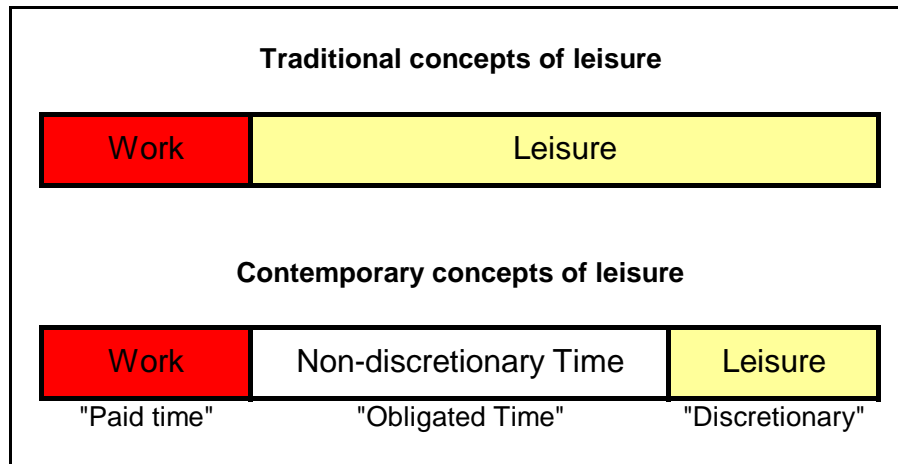 Traditional concepts of leisure
Work Leisure
Contemporary concepts of leisure
Work Non-discretionary Time Leisure
"Paid time" "Obligated Time" "Discretionary"